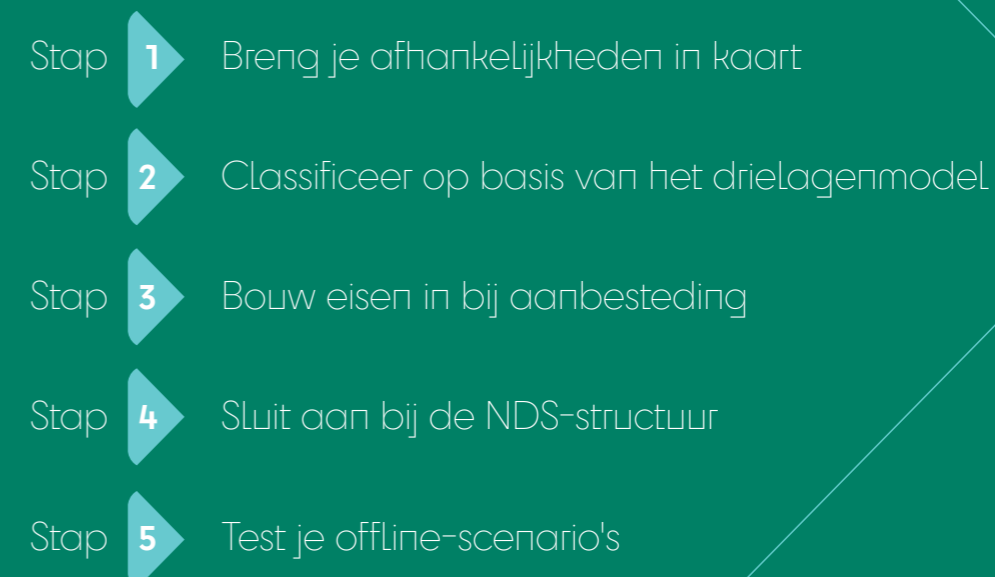 Stap 1 Breng je afhankelijkheden in kaart
Stap 2 Classificeer op basis van het drielagenmodel
Stap 3 Bouw eisen in bij aanbesteding
Stap 4 Sluit aan bij de NDS-structuur
Stap 5 Test je offline-scenario's